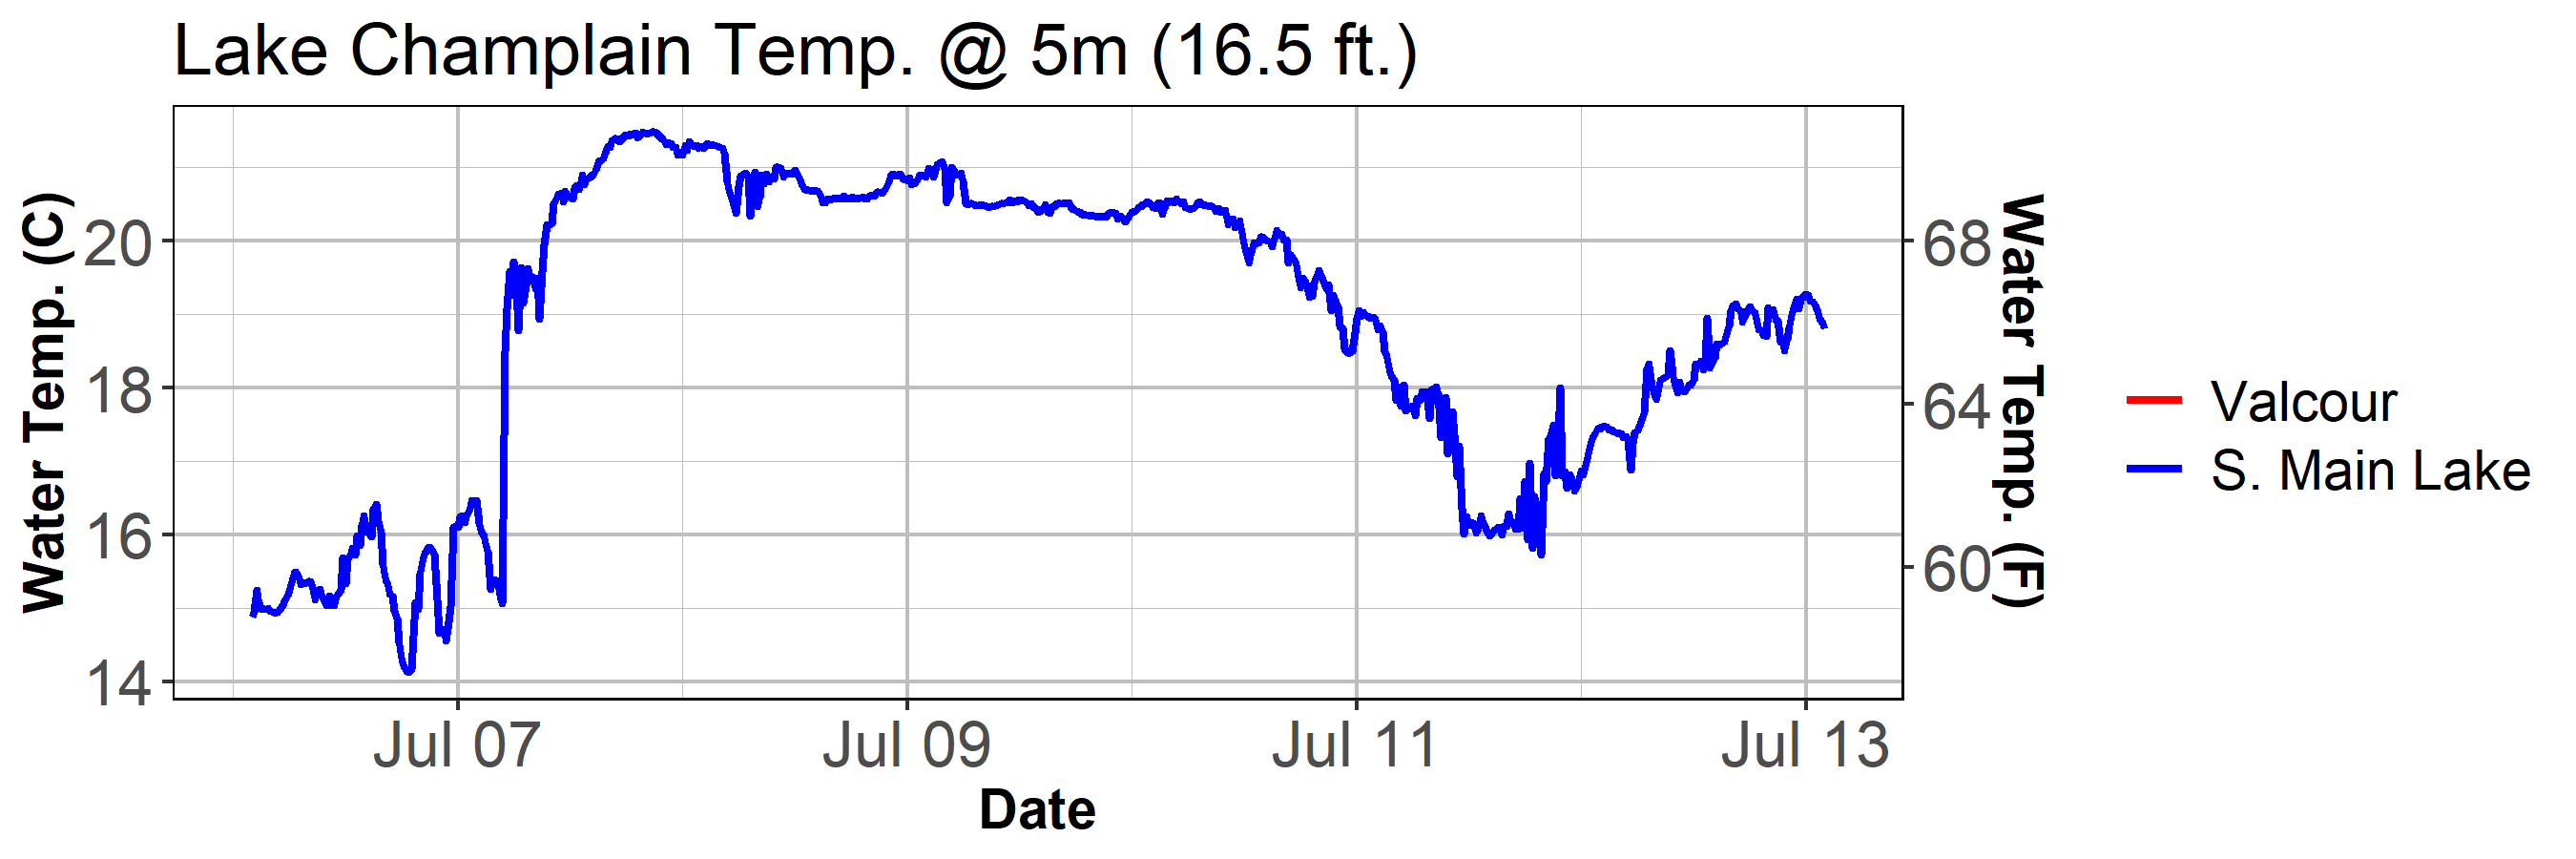 Lake Champlain Temp. @ 5m (16.5 ft.)
Water Temp. (C)
20
18
16
14
68
64
60
Water Temp. (F)
Jul 07
Jul 09
Jul 11
Jul 13
Date
Valcour
S. Main Lake